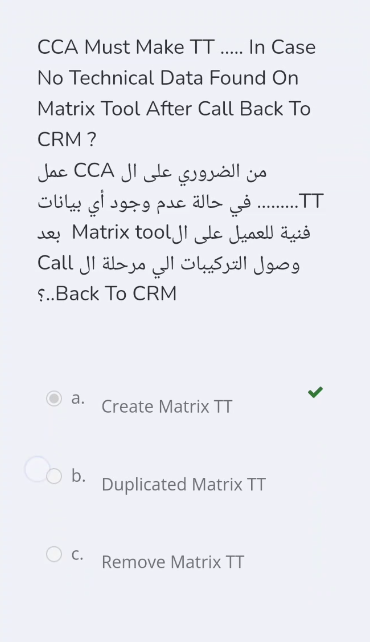 CCA Must Make TT ..... In Case
No Technical Data Found On
Matrix Tool After Call Back To
CRM ?
من الضروري على ال CCA عمل
TT......... في حالة عدم وجود أي بيانات
فنية للعميل على الMatrix tool بعد
وصول التركيبات الي مرحلة ال Call
Back To CRM..؟
a. Create Matrix TT
b. Duplicated Matrix TT
c. Remove Matrix TT